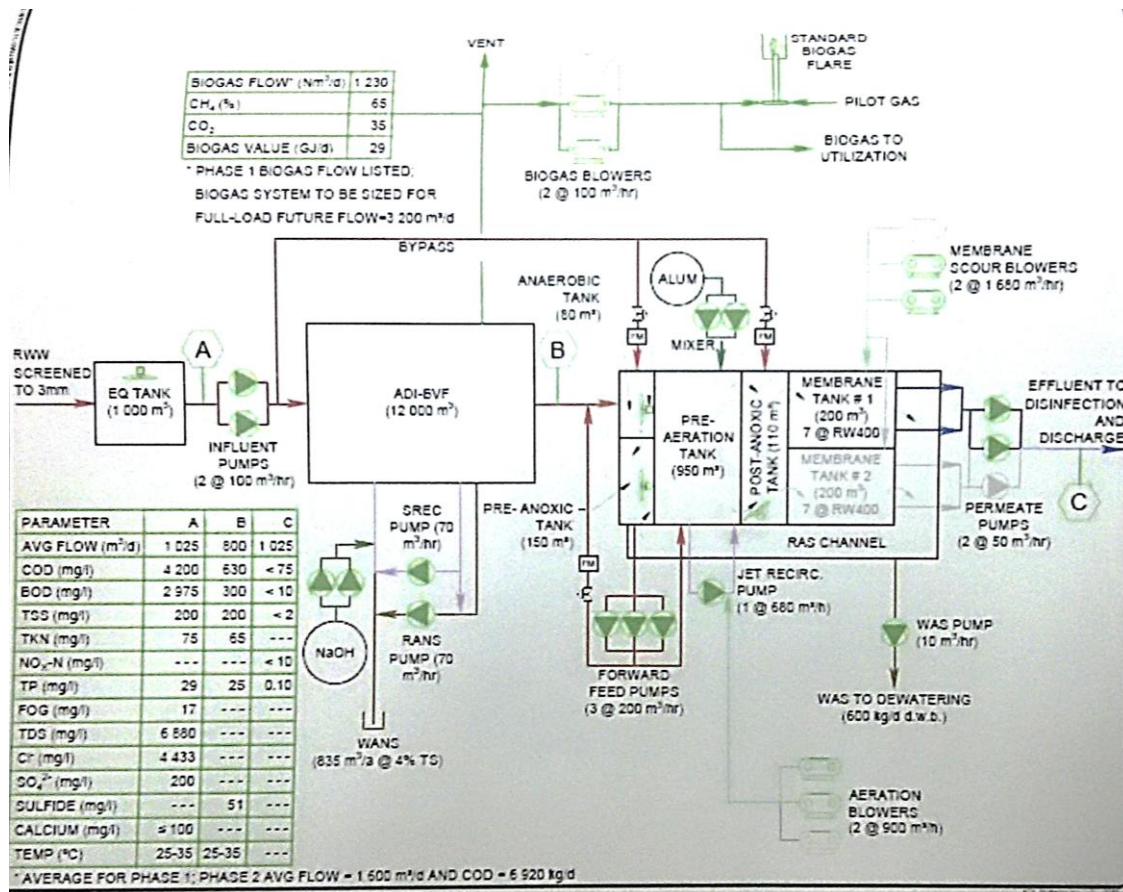 VENT
STANDARD
BIOGAS
FLARE
BIOGAS FLOW* (Nm³/d) 1 230
CH₄ (%) 65
CO₂ 35
BIOGAS VALUE (GJ/d) 29
PILOT GAS
BIOGAS TO
UTILIZATION
* PHASE 1 BIOGAS FLOW LISTED;
BIOGAS SYSTEM TO BE SIZED FOR
FULL-LOAD FUTURE FLOW=3 200 m³/d
BIOGAS BLOWERS
(2 @ 100 m³/hr)
BYPASS
ANAEROBIC
TANK
(80 m³)
ALUM
MEMBRANE
SCOUR BLOWERS
(2 @ 1 680 m³/hr)
FM
FM
MIXER
RWW
SCREENED
TO 3mm
A
EQ TANK
(1 000 m³)
INFLUENT
PUMPS
(2 @ 100 m³/hr)
ADI-BVF
(12 000 m³)
B
PRE-
AERATION
TANK
(950 m³)
POST-ANOXIC
TANK (110 m³)
MEMBRANE
TANK # 1
(200 m³)
7 @ RW400
MEMBRANE
TANK # 2
(200 m³)
7 @ RW400
EFFLUENT TO
DISINFECTION
AND
DISCHARGE
C
PERMEATE
PUMPS
(2 @ 50 m³/hr)
PRE-ANOXIC
TANK
(150 m³)
RAS CHANNEL
SREC
PUMP (70
m³/hr)
RANS
PUMP (70
m³/hr)
NaOH
WANS
(835 m³/a @ 4% TS)
FM
JET RECIRC.
PUMP
(1 @ 680 m³/h)
FORWARD
FEED PUMPS
(3 @ 200 m³/hr)
WAS PUMP
(10 m³/hr)
WAS TO DEWATERING
(600 kg/d d.w.b.)
AERATION
BLOWERS
(2 @ 900 m³/h)
PARAMETER A B C
AVG FLOW (m³/d) 1 025 800 1 025
COD (mg/l) 4 200 630 < 75
BOD (mg/l) 2 975 300 < 10
TSS (mg/l) 200 200 < 2
TKN (mg/l) 75 65 ---
NOₓ-N (mg/l) --- --- < 10
TP (mg/l) 29 25 0.10
FOG (mg/l) 17 --- ---
TDS (mg/l) 6 880 --- ---
Cl⁻ (mg/l) 4 433 --- ---
SO₄²⁻ (mg/l) 200 --- ---
SULFIDE (mg/l) --- 51 ---
CALCIUM (mg/l) ≤ 100 --- ---
TEMP (ºC) 25-35 25-35 ---
* AVERAGE FOR PHASE 1; PHASE 2 AVG FLOW = 1 600 m³/d AND COD = 6 920 kg/d